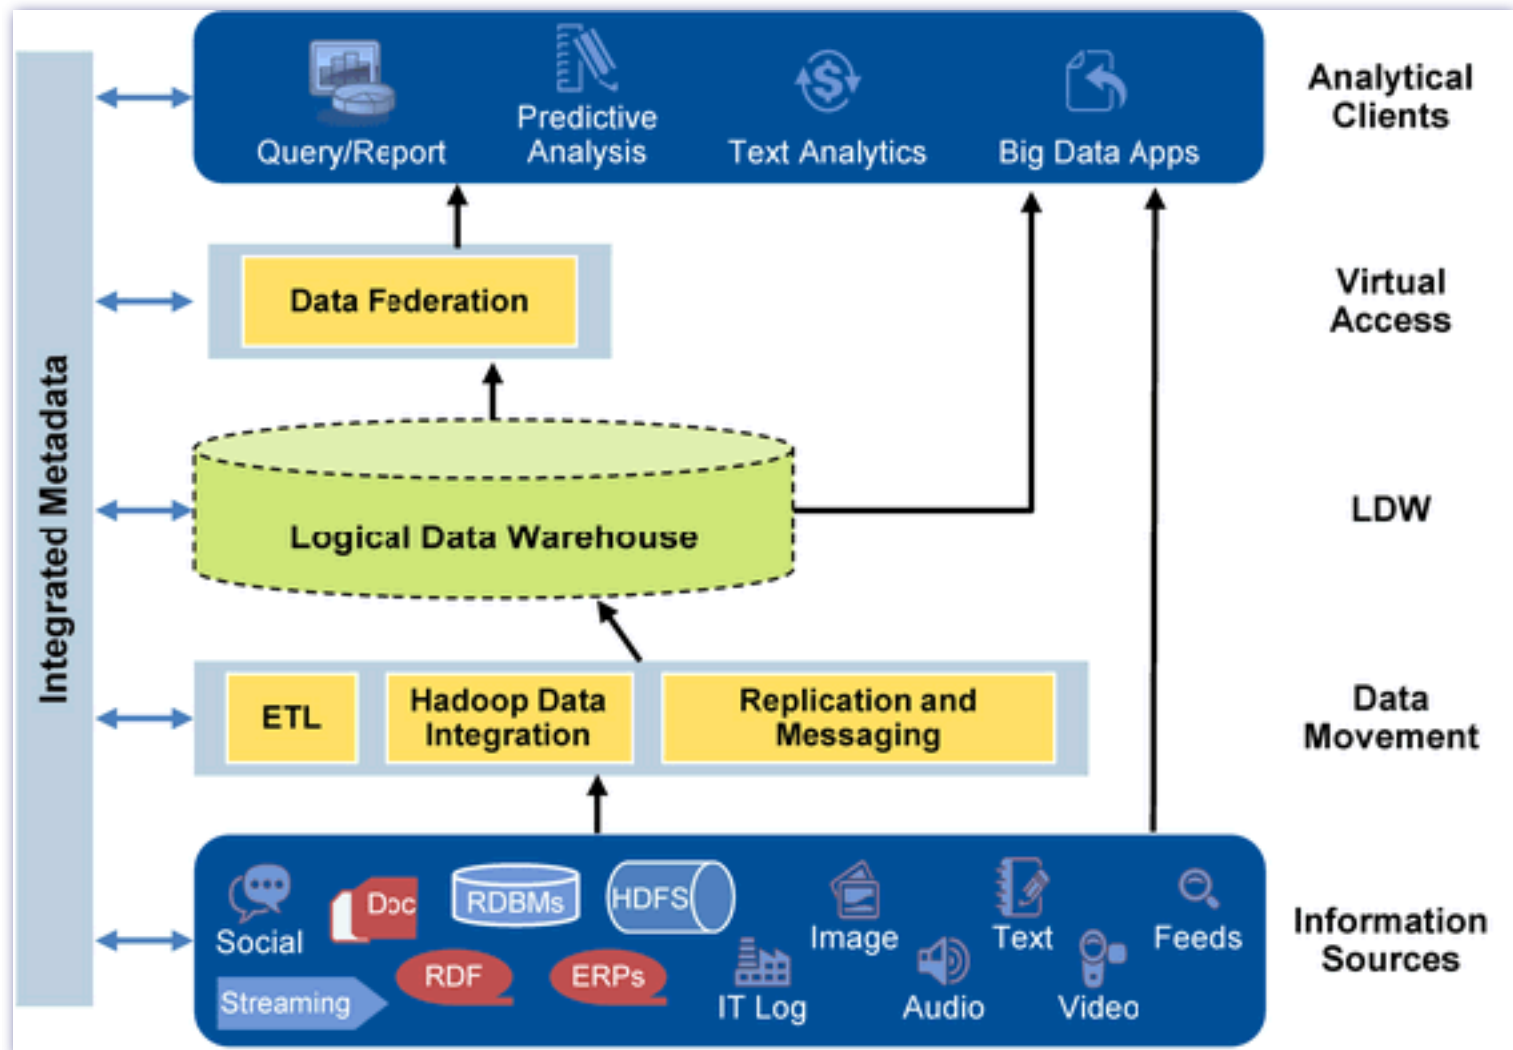 Integrated Metadata
Query/Report
Predictive
Analysis
Text Analytics
Big Data Apps
Analytical
Clients
Data Federation
Virtual
Access
Logical Data Warehouse
LDW
ETL
Hadoop Data
Integration
Replication and
Messaging
Data
Movement
Social
Doc
RDBMs
HDFS
Image
Text
Feeds
Streaming
RDF
ERPs
IT Log
Audio
Video
Information
Sources